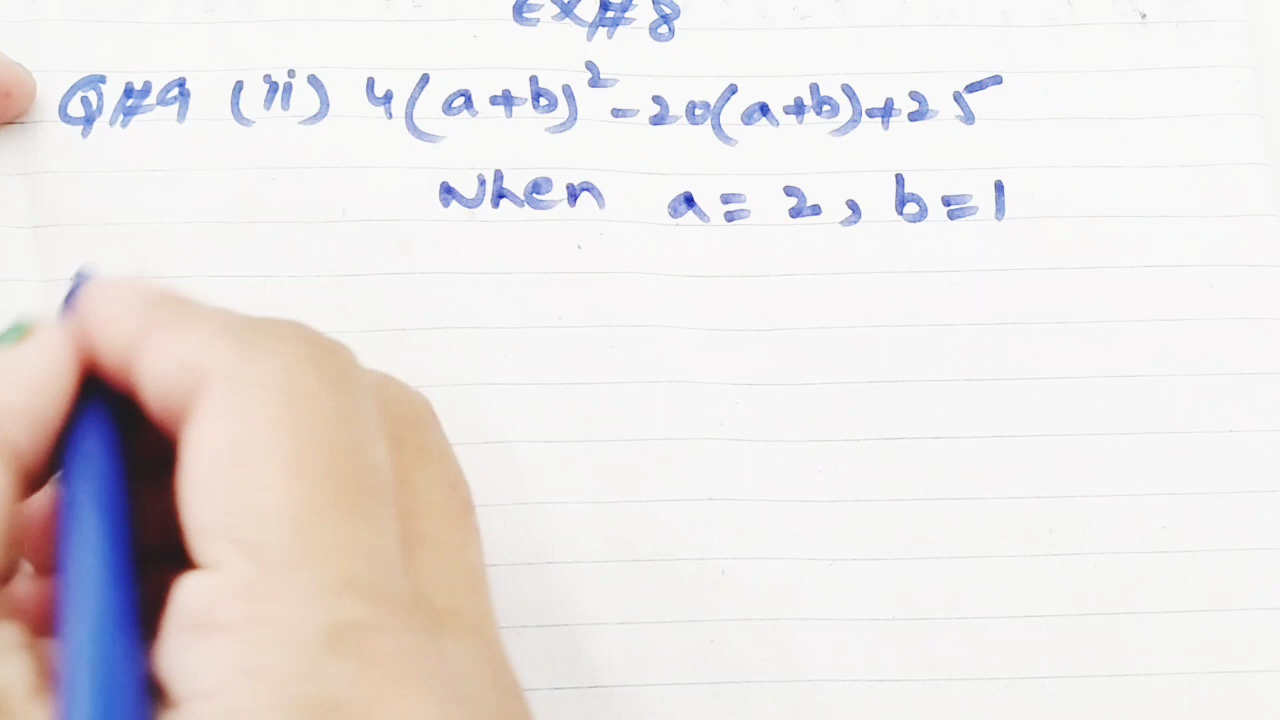 Ex#8
Q#9 (ii) 4(a+b)²-20(a+b)+25
When a=2, b=1